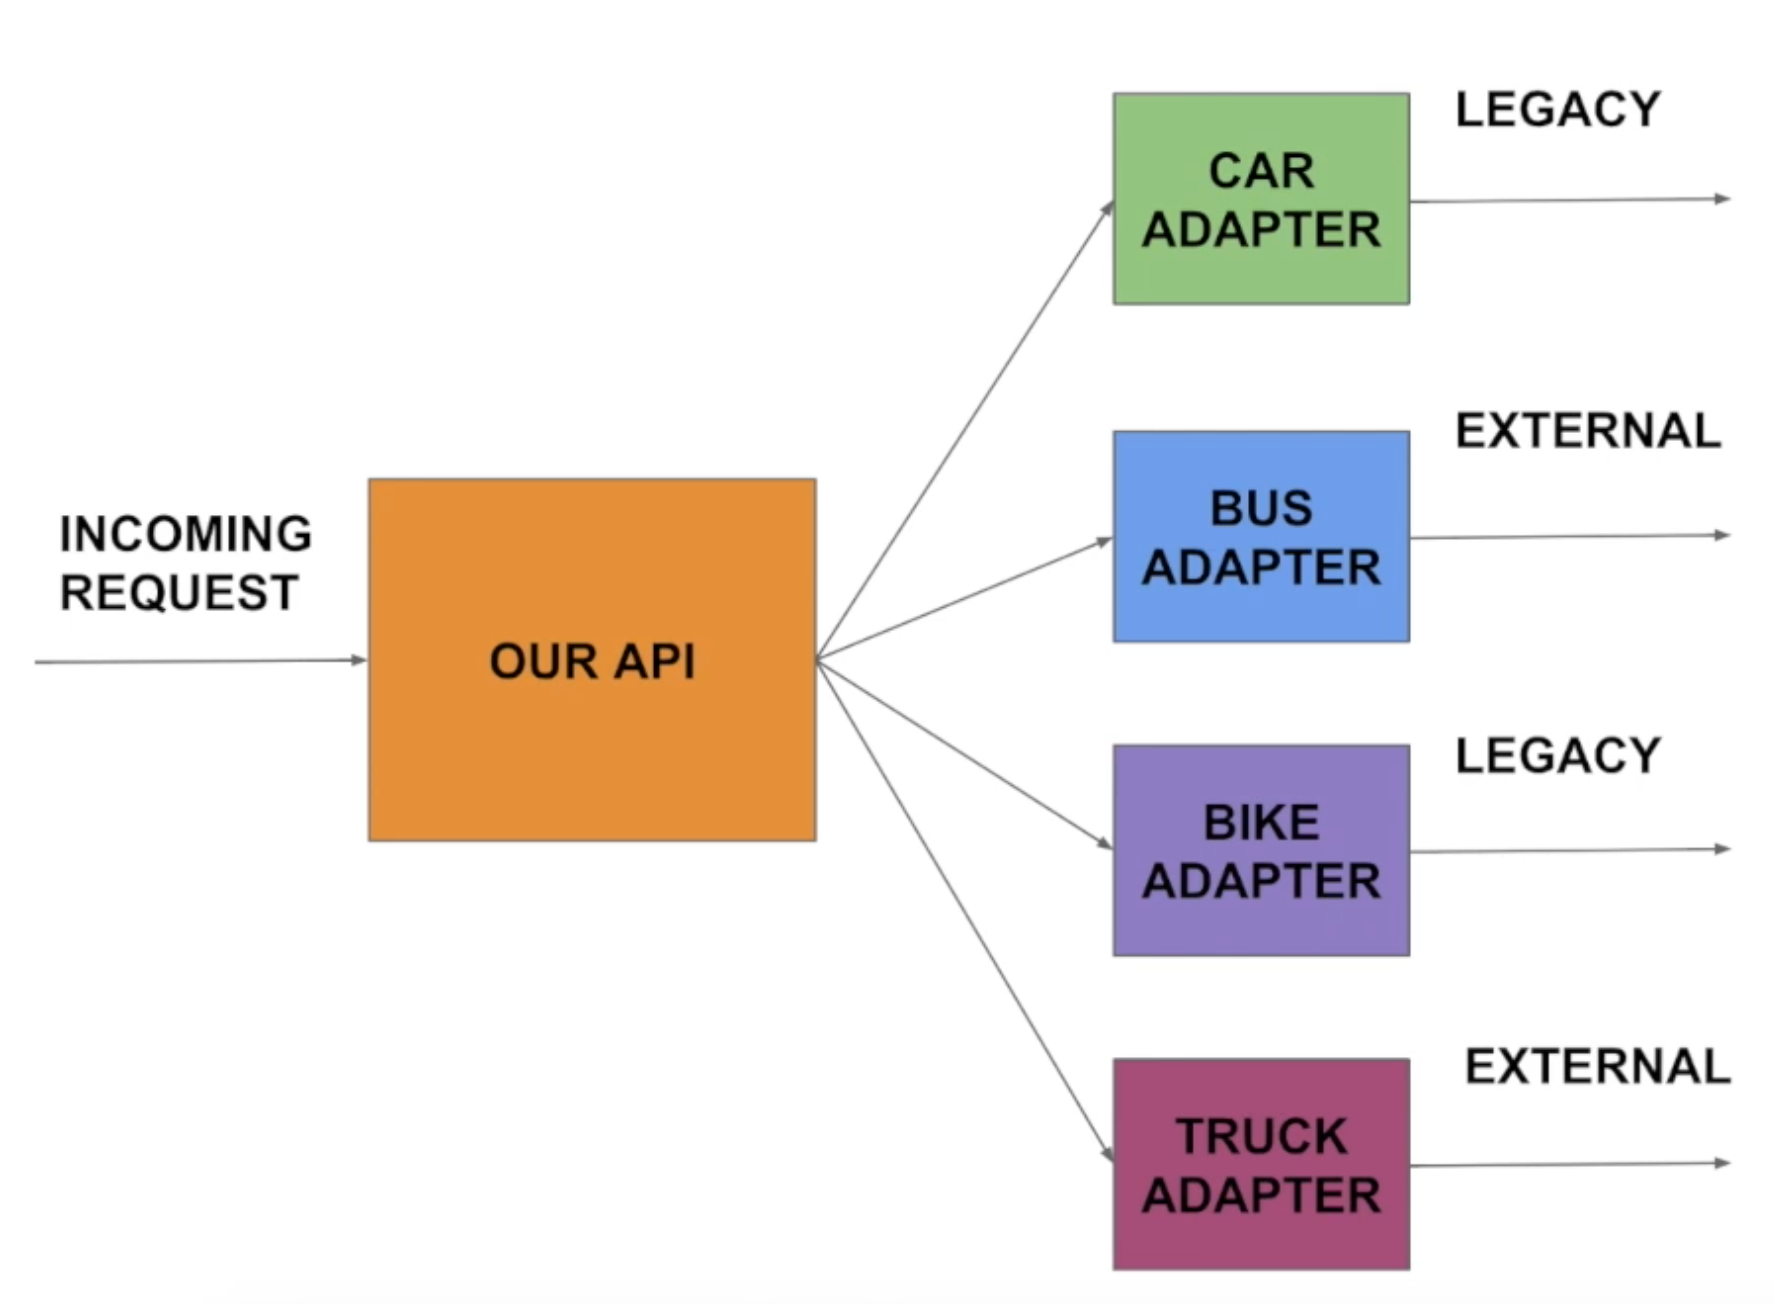 INCOMING
REQUEST
OUR API
CAR
ADAPTER
LEGACY
BUS
ADAPTER
EXTERNAL
BIKE
ADAPTER
LEGACY
TRUCK
ADAPTER
EXTERNAL